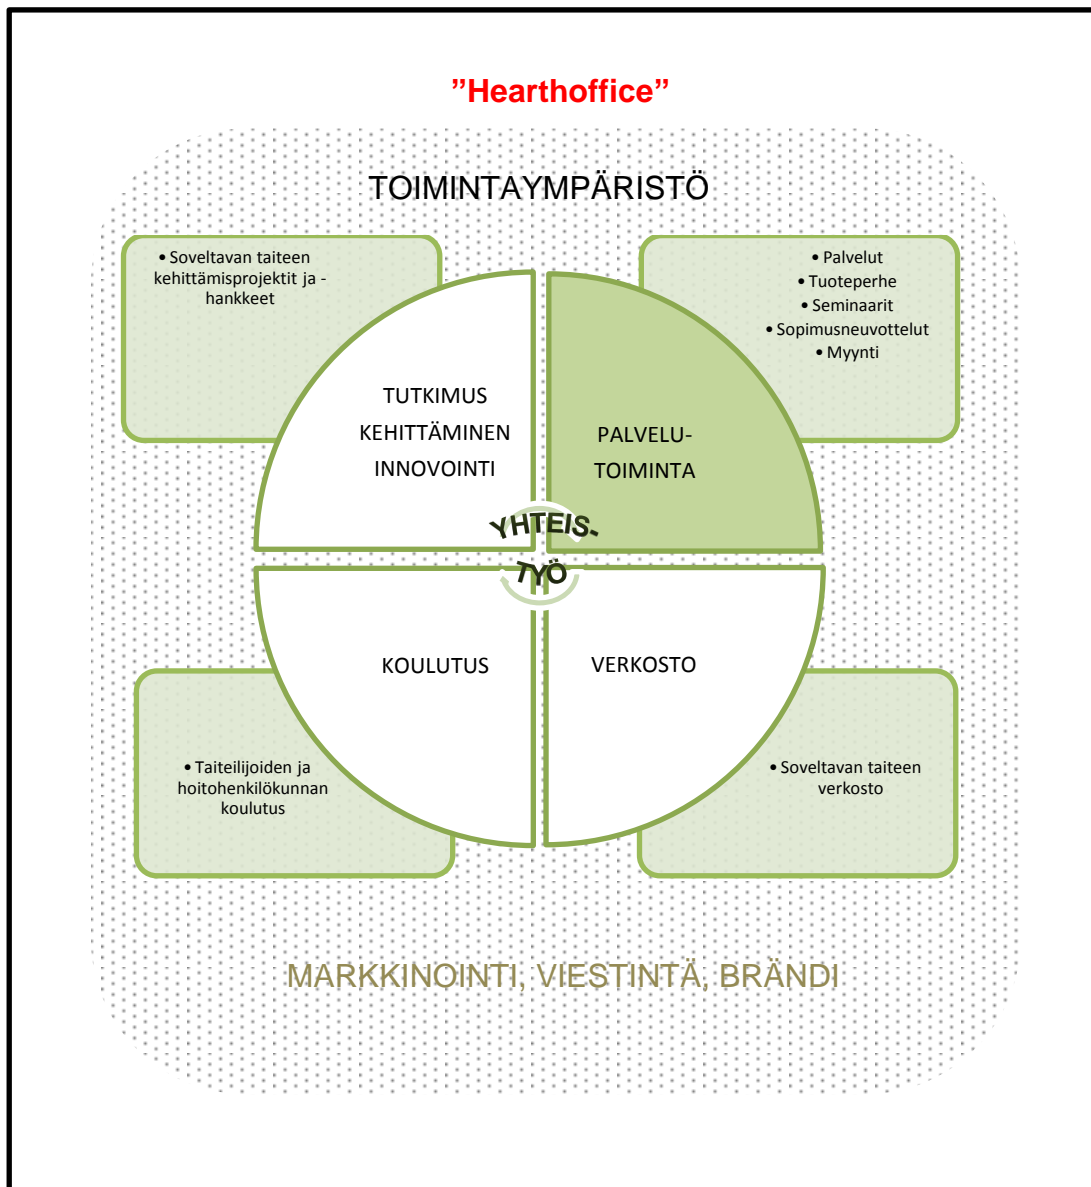 ”Hearthoffice”
TOIMINTAYMPÄRISTÖ
• Soveltavan taiteen
kehittämisprojektit ja -
hankkeet
• Palvelut
• Tuoteperhe
• Seminaarit
• Sopimusneuvottelut
• Myynti
TUTKIMUS
KEHITTÄMINEN
INNOVOINTI
PALVELU-
TOIMINTA
YHTEIS-
TYÖ
KOULUTUS
VERKOSTO
• Taiteilijoiden ja
hoitohenkilökunnan
koulutus
• Soveltavan taiteen
verkosto
MARKKINOINTI, VIESTINTÄ, BRÄNDI